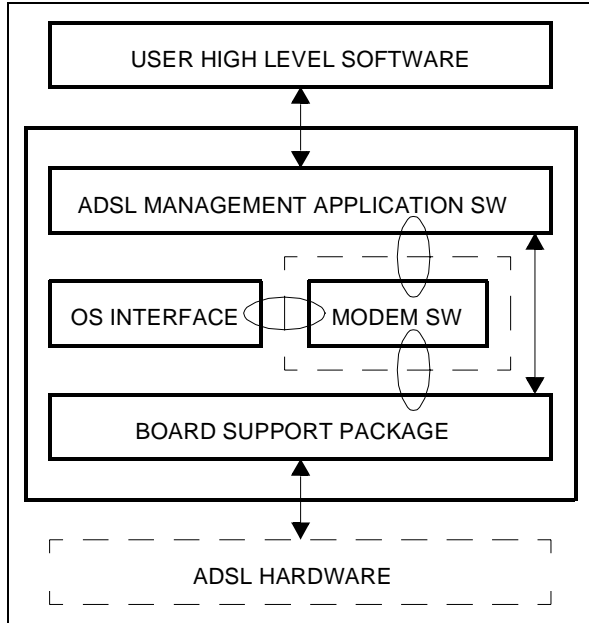 USER HIGH LEVEL SOFTWARE
ADSL MANAGEMENT APPLICATION SW
OS INTERFACE
MODEM SW
BOARD SUPPORT PACKAGE
ADSL HARDWARE